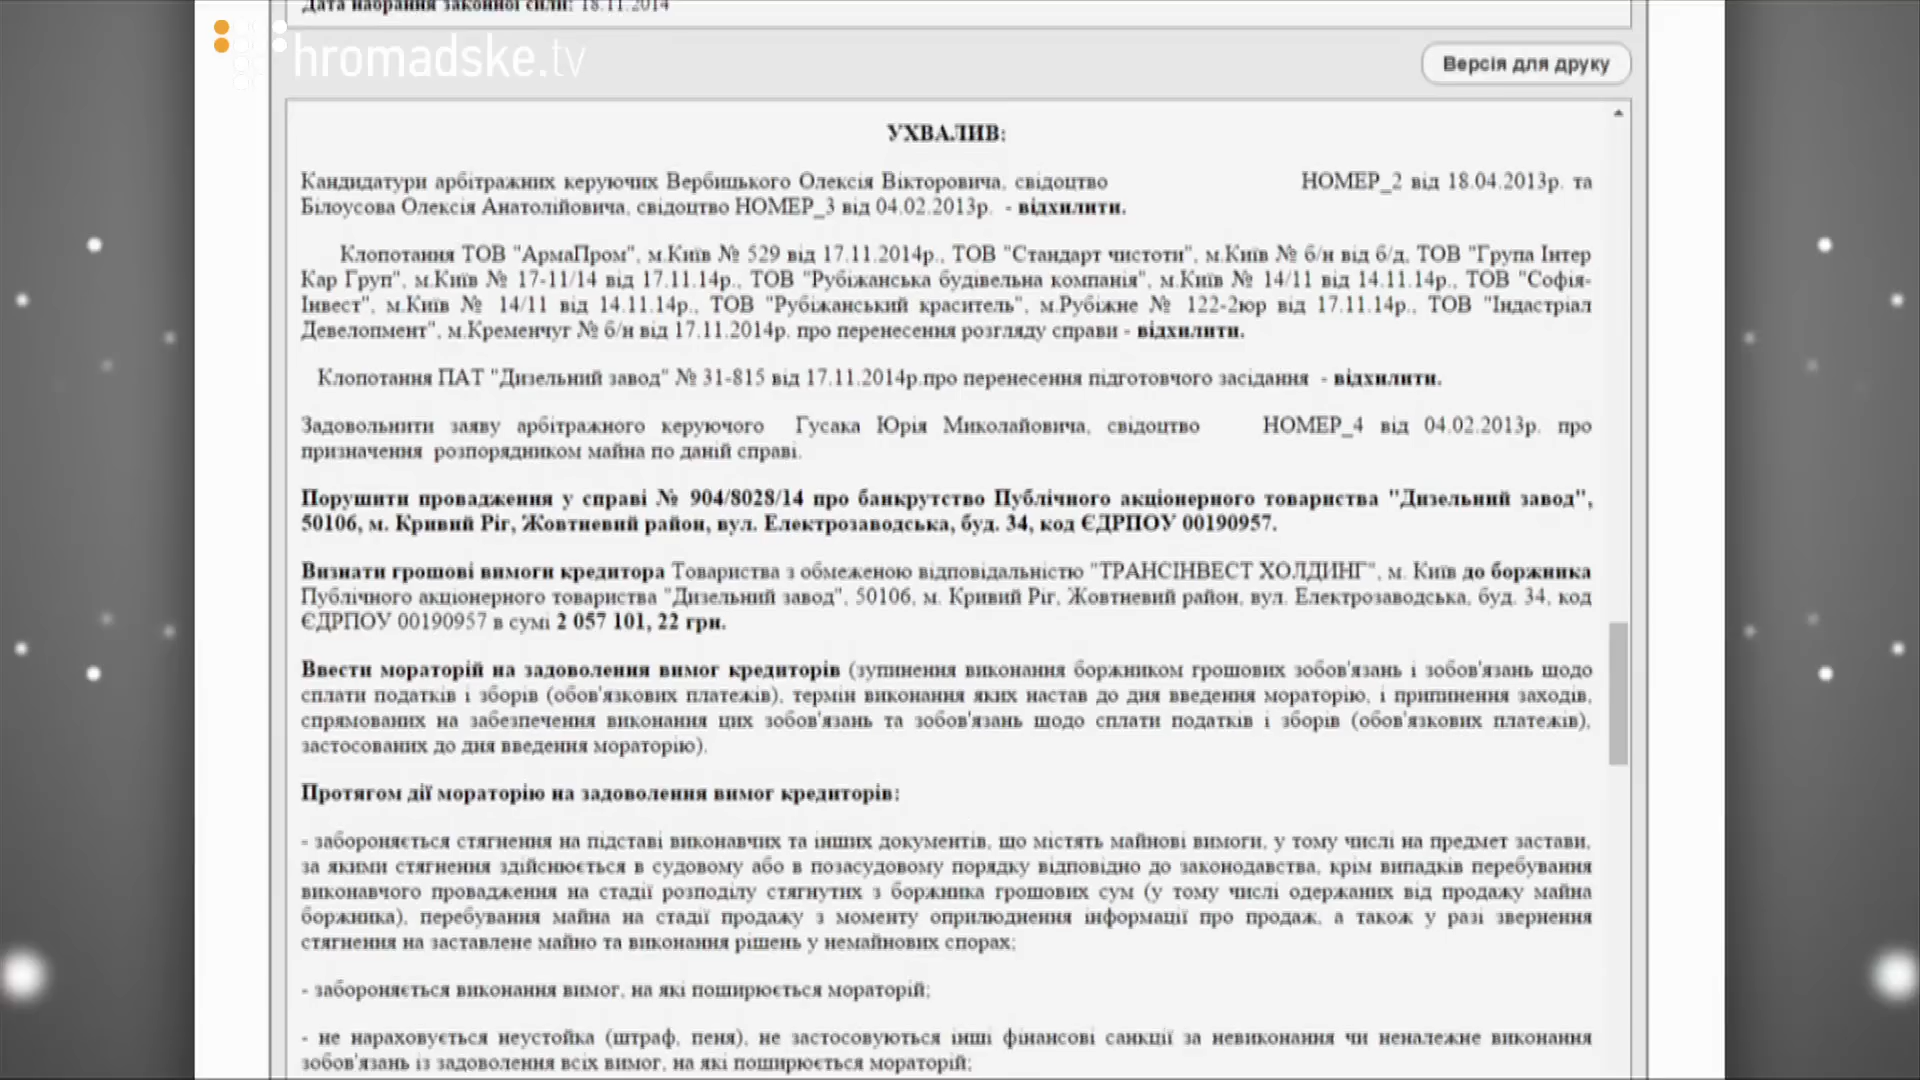 Дата набрання законної сили: 18.11.2014
hromadske.tv
Версія для друку
УХВАЛИВ:
Кандидатури арбітражних керуючих Вербицького Олексія Вікторовича, свідоцтво НОМЕР_2 від 18.04.2013р. та
Білоусова Олексія Анатолійовича, свідоцтво НОМЕР_3 від 04.02.2013р. - відхилити.
Клопотання ТОВ "АрмаПром", м.Київ № 529 від 17.11.2014р., ТОВ "Стандарт чистоти", м.Київ № б/н від б/д, ТОВ "Група Інтер
Кар Груп", м.Київ № 17-11/14 від 17.11.14р., ТОВ "Рубіжанська будівельна компанія", м.Київ № 14/11 від 14.11.14р., ТОВ "Софія-
Інвест", м.Київ № 14/11 від 14.11.14р., ТОВ "Рубіжанський краситель", м.Рубіжне № 122-2юр від 17.11.14р., ТОВ "Індастріал
Девелопмент", м.Кременчуг № б/н від 17.11.2014р. про перенесення розгляду справи - відхилити.
Клопотання ПАТ "Дизельний завод" № 31-815 від 17.11.2014р.про перенесення підготовчого засідання - відхилити.
Задовольнити заяву арбітражного керуючого Гусака Юрія Миколайовича, свідоцтво НОМЕР_4 від 04.02.2013р. про
призначення розпорядником майна по даній справі.
Порушити провадження у справі № 904/8028/14 про банкрутство Публічного акціонерного товариства "Дизельний завод",
50106, м. Кривий Ріг, Жовтневий район, вул. Електрозаводська, буд. 34, код ЄДРПОУ 00190957.
Визнати грошові вимоги кредитора Товариства з обмеженою відповідальністю "ТРАНСІНВЕСТ ХОЛДИНГ", м. Київ до боржника
Публічного акціонерного товариства "Дизельний завод", 50106, м. Кривий Ріг, Жовтневий район, вул. Електрозаводська, буд. 34, код
ЄДРПОУ 00190957 в сумі 2 057 101, 22 грн.
Ввести мораторій на задоволення вимог кредиторів (зупинення виконання боржником грошових зобов'язань і зобов'язань щодо
сплати податків і зборів (обов'язкових платежів), термін виконання яких настав до дня введення мораторію, і припинення заходів,
спрямованих на забезпечення виконання цих зобов'язань та зобов'язань щодо сплати податків і зборів (обов'язкових платежів),
застосованих до дня введення мораторію).
Протягом дії мораторію на задоволення вимог кредиторів:
- забороняється стягнення на підставі виконавчих та інших документів, що містять майнові вимоги, у тому числі на предмет застави,
за якими стягнення здійснюється в судовому або в позасудовому порядку відповідно до законодавства, крім випадків перебування
виконавчого провадження на стадії розподілу стягнутих з боржника грошових сум (у тому числі одержаних від продажу майна
боржника), перебування майна на стадії продажу з моменту оприлюднення інформації про продаж, а також у разі звернення
стягнення на заставлене майно та виконання рішень у немайнових спорах;
- забороняється виконання вимог, на які поширюється мораторій;
- не нараховується неустойка (штраф, пеня), не застосовуються інші фінансові санкції за невиконання чи неналежне виконання
зобов'язань із задоволення всіх вимог, на які поширюється мораторій;